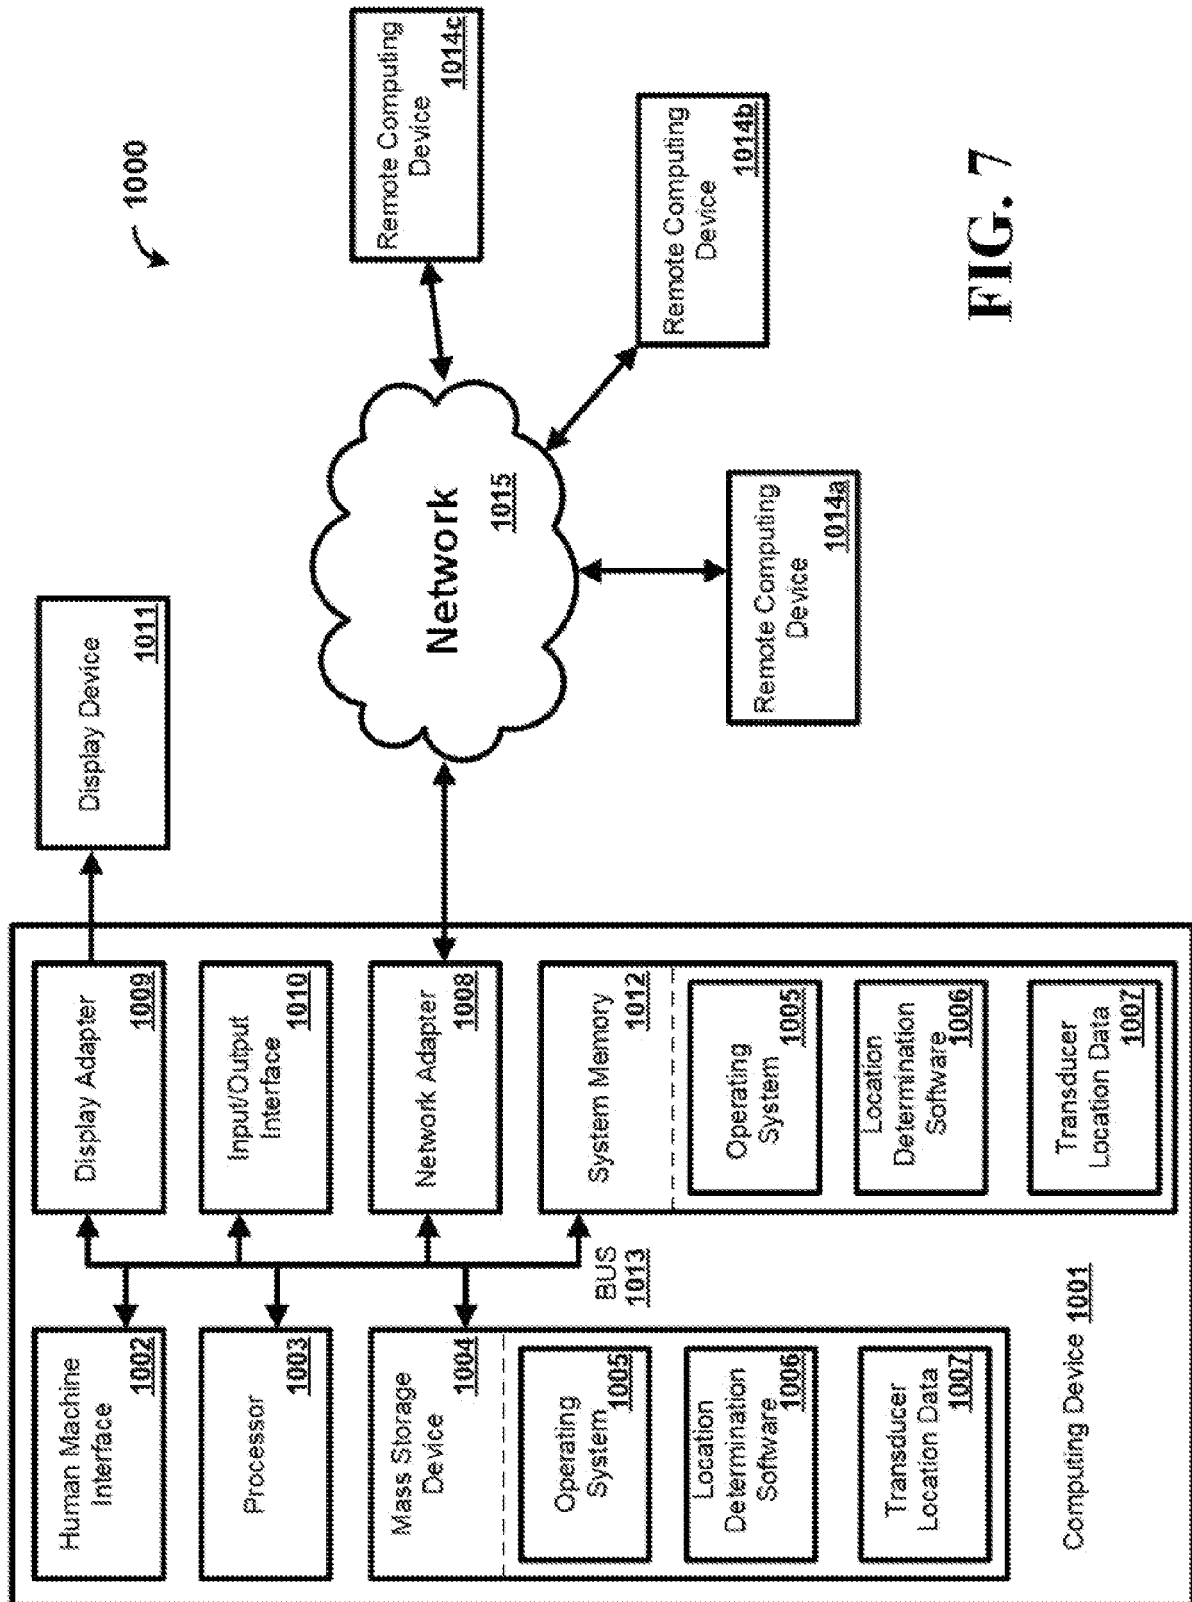 1000
Human Machine
Interface
1002
Processor
1003
Mass Storage
Device
1004
Operating
System
1005
Location
Determination
Software
1006
Transducer
Location Data
1007
Computing Device 1001
BUS
1013
Display Adapter
1009
Input/Output
Interface
1010
Network Adapter
1008
System Memory
1012
Operating
System
1005
Location
Determination
Software
1006
Transducer
Location Data
1007
Display Device
1011
Network
1015
Remote Computing
Device
1014a
Remote Computing
Device
1014b
Remote Computing
Device
1014c
FIG. 7